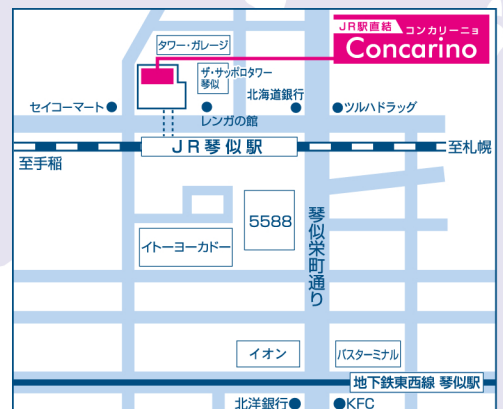 JR駅直結 コンカリーニョ
Concarino
タワー・ガレージ
ザ・サッポロタワー
琴似
北海道銀行
セイコーマート
レンガの館
ツルハドラッグ
JR琴似駅
至札幌
至手稲
5588
琴似栄町通り
イトーヨーカドー
イオン
バスターミナル
地下鉄東西線 琴似駅
北洋銀行
KFC